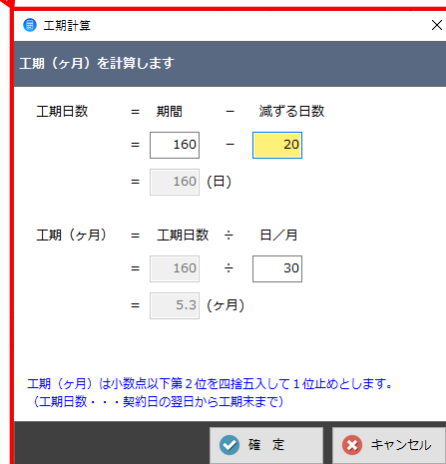 工期計算
工期（ヶ月）を計算します
工期日数 = 期間 − 減ずる日数
= 160 − 20
= 160 (日)
工期（ヶ月） = 工期日数 ÷ 日／月
= 160 ÷ 30
= 5.3 (ヶ月)
工期（ヶ月）は小数点以下第２位を四捨五入して１位止めとします。
（工期日数・・・契約日の翌日から工期末まで）
確 定 キャンセル